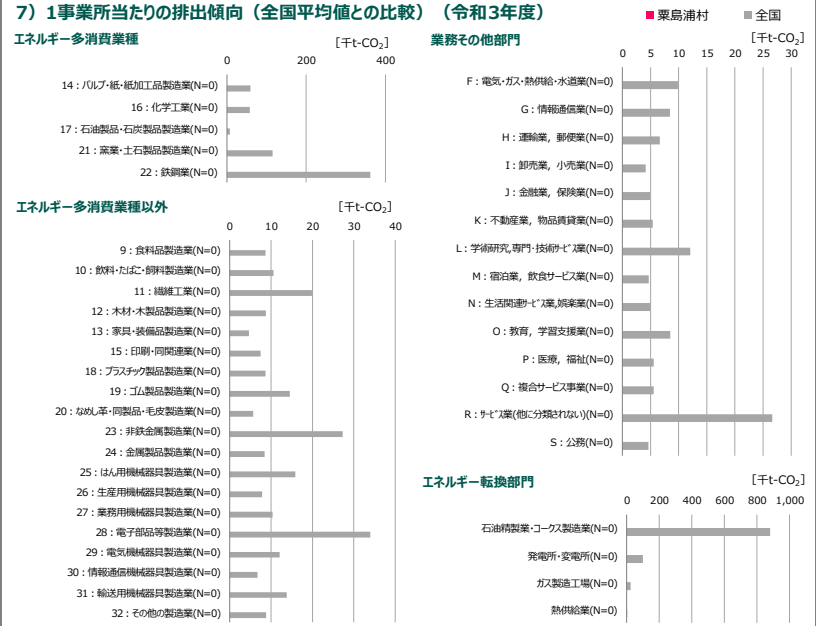 7）1事業所当たりの排出傾向（全国平均値との比較）（令和3年度）
■粟島浦村 ■全国
エネルギー多消費業種
[千t-CO₂]
0 200 400
14：パルプ・紙・紙加工品製造業(N=0)
16：化学工業(N=0)
17：石油製品・石炭製品製造業(N=0)
21：窯業・土石製品製造業(N=0)
22：鉄鋼業(N=0)
エネルギー多消費業種以外
[千t-CO₂]
0 10 20 30 40
9：食料品製造業(N=0)
10：飲料・たばこ・飼料製造業(N=0)
11：繊維工業(N=0)
12：木材・木製品製造業(N=0)
13：家具・装備品製造業(N=0)
15：印刷・同関連業(N=0)
18：プラスチック製品製造業(N=0)
19：ゴム製品製造業(N=0)
20：なめし革・同製品・毛皮製造業(N=0)
23：非鉄金属製造業(N=0)
24：金属製品製造業(N=0)
25：はん用機械器具製造業(N=0)
26：生産用機械器具製造業(N=0)
27：業務用機械器具製造業(N=0)
28：電子部品等製造業(N=0)
29：電気機械器具製造業(N=0)
30：情報通信機械器具製造業(N=0)
31：輸送用機械器具製造業(N=0)
32：その他の製造業(N=0)
業務その他部門
[千t-CO₂]
0 5 10 15 20 25 30
F：電気・ガス・熱供給・水道業(N=0)
G：情報通信業(N=0)
H：運輸業，郵便業(N=0)
I：卸売業，小売業(N=0)
J：金融業，保険業(N=0)
K：不動産業，物品賃貸業(N=0)
L：学術研究,専門・技術サービス業(N=0)
M：宿泊業，飲食サービス業(N=0)
N：生活関連サービス業,娯楽業(N=0)
O：教育，学習支援業(N=0)
P：医療，福祉(N=0)
Q：複合サービス事業(N=0)
R：サービス業(他に分類されない)(N=0)
S：公務(N=0)
エネルギー転換部門
[千t-CO₂]
0 200 400 600 800 1,000
石油精製業・コークス製造業(N=0)
発電所・変電所(N=0)
ガス製造工場(N=0)
熱供給業(N=0)